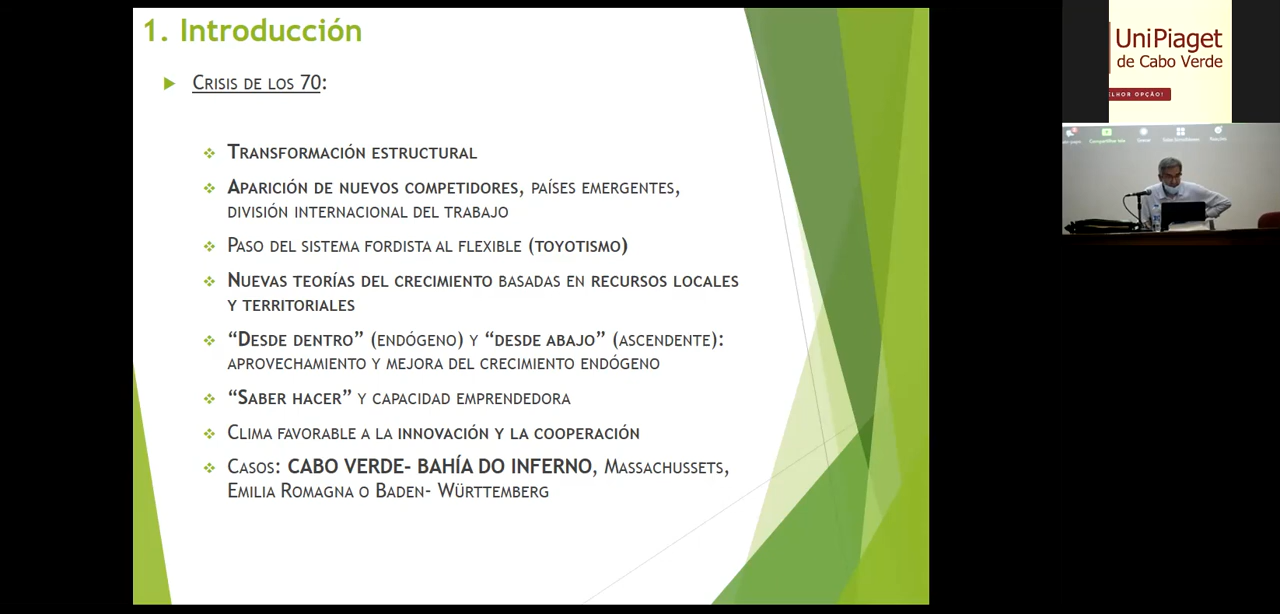 1. Introducción
Crisis de los 70:
Transformación estructural
Aparición de nuevos competidores, países emergentes,
división internacional del trabajo
Paso del sistema fordista al flexible (toyotismo)
Nuevas teorías del crecimiento basadas en recursos locales
y territoriales
“Desde dentro” (endógeno) y “desde abajo” (ascendente):
aprovechamiento y mejora del crecimiento endógeno
“Saber hacer” y capacidad emprendedora
Clima favorable a la innovación y la cooperación
Casos: CABO VERDE- BAHÍA DO INFERNO, Massachussets,
Emilia Romagna o Baden- Württemberg
UniPiaget
de Cabo Verde
ELHOR OPÇÃO!